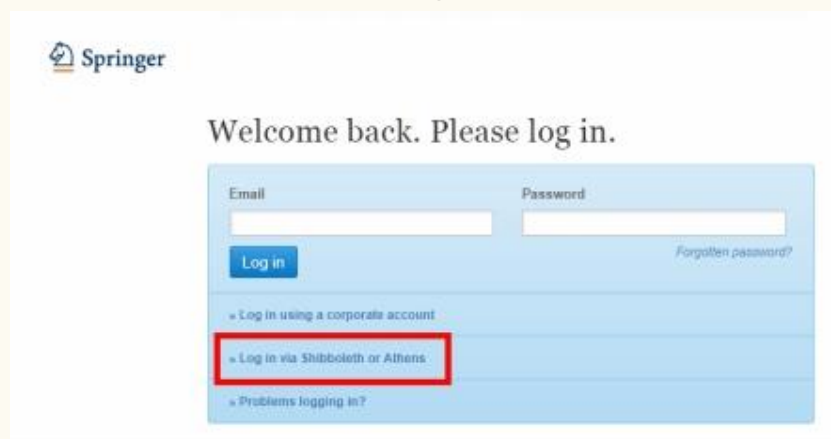 Springer
Welcome back. Please log in.
Email Password
Log in Forgotten password?
» Log in using a corporate account
» Log in via Shibboleth or Athens
» Problems logging in?